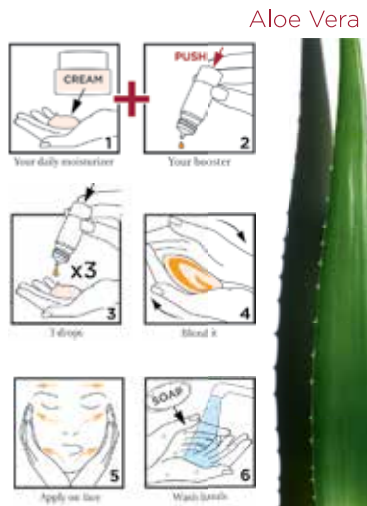 Aloe Vera
CREAM
1
Your daily moisturizer
PUSH
2
Your booster
x3
3
3 drops
4
Blend it
SOAP
5
Apply on face
6
Wash hands